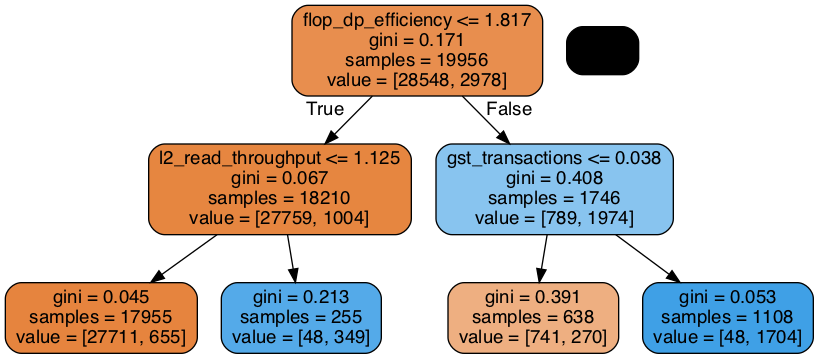 flop_dp_efficiency <= 1.817
gini = 0.171
samples = 19956
value = [28548, 2978]
True
False
l2_read_throughput <= 1.125
gini = 0.067
samples = 18210
value = [27759, 1004]
gst_transactions <= 0.038
gini = 0.408
samples = 1746
value = [789, 1974]
gini = 0.045
samples = 17955
value = [27711, 655]
gini = 0.213
samples = 255
value = [48, 349]
gini = 0.391
samples = 638
value = [741, 270]
gini = 0.053
samples = 1108
value = [48, 1704]